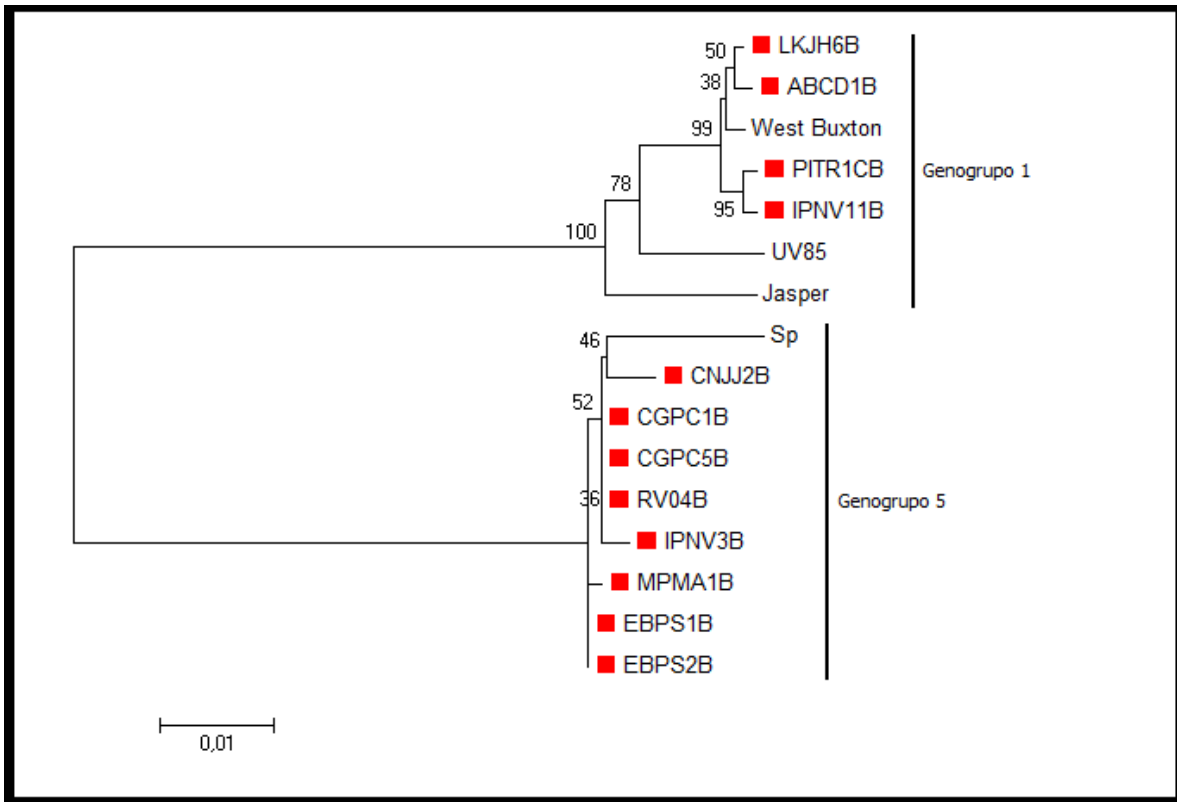 50
LKJH6B
38
ABCD1B
99
West Buxton
PITR1CB
Genogrupo 1
78
95
IPNV11B
100
UV85
Jasper
46
Sp
CNJJ2B
52
CGPC1B
CGPC5B
36
RV04B
Genogrupo 5
IPNV3B
MPMA1B
EBPS1B
EBPS2B
0,01